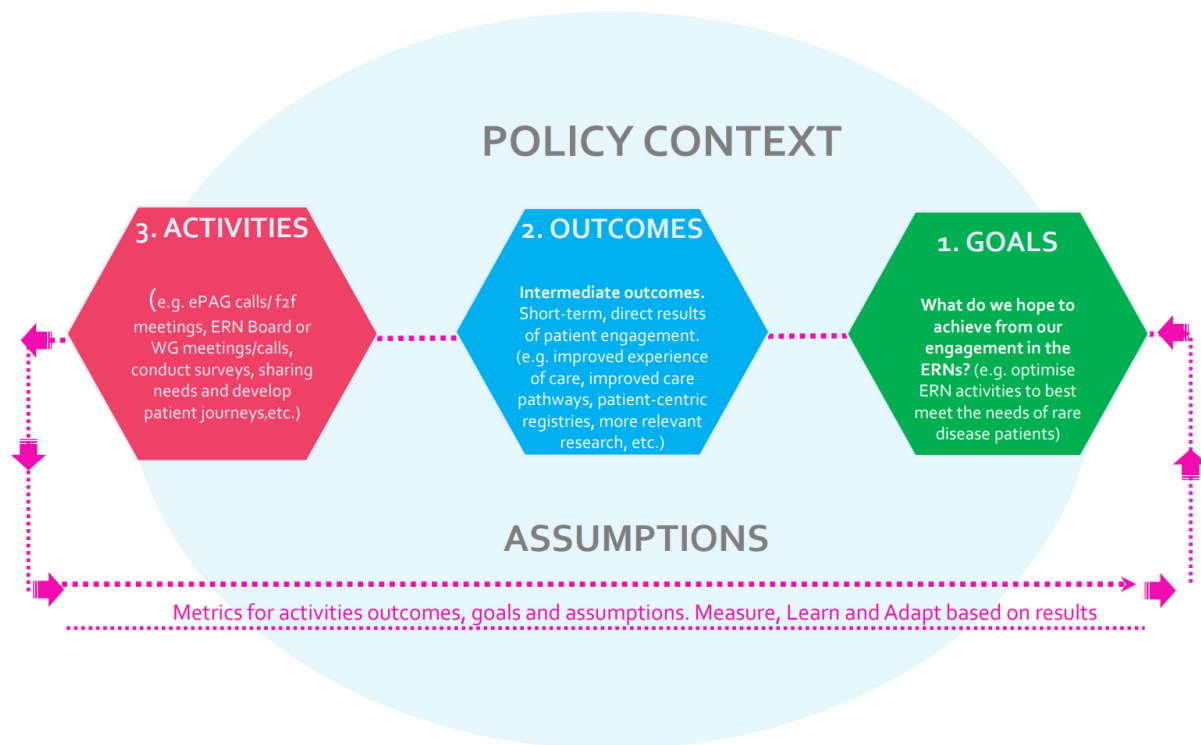 POLICY CONTEXT
3. ACTIVITIES
(e.g. ePAG calls/ f2f
meetings, ERN Board or
WG meetings/calls,
conduct surveys, sharing
needs and develop
patient journeys,etc.)
2. OUTCOMES
Intermediate outcomes.
Short-term, direct results
of patient engagement.
(e.g. improved experience
of care, improved care
pathways, patient-centric
registries, more relevant
research, etc.)
1. GOALS
What do we hope to
achieve from our
engagement in the
ERNs? (e.g. optimise
ERN activities to best
meet the needs of rare
disease patients)
ASSUMPTIONS
Metrics for activities outcomes, goals and assumptions. Measure, Learn and Adapt based on results